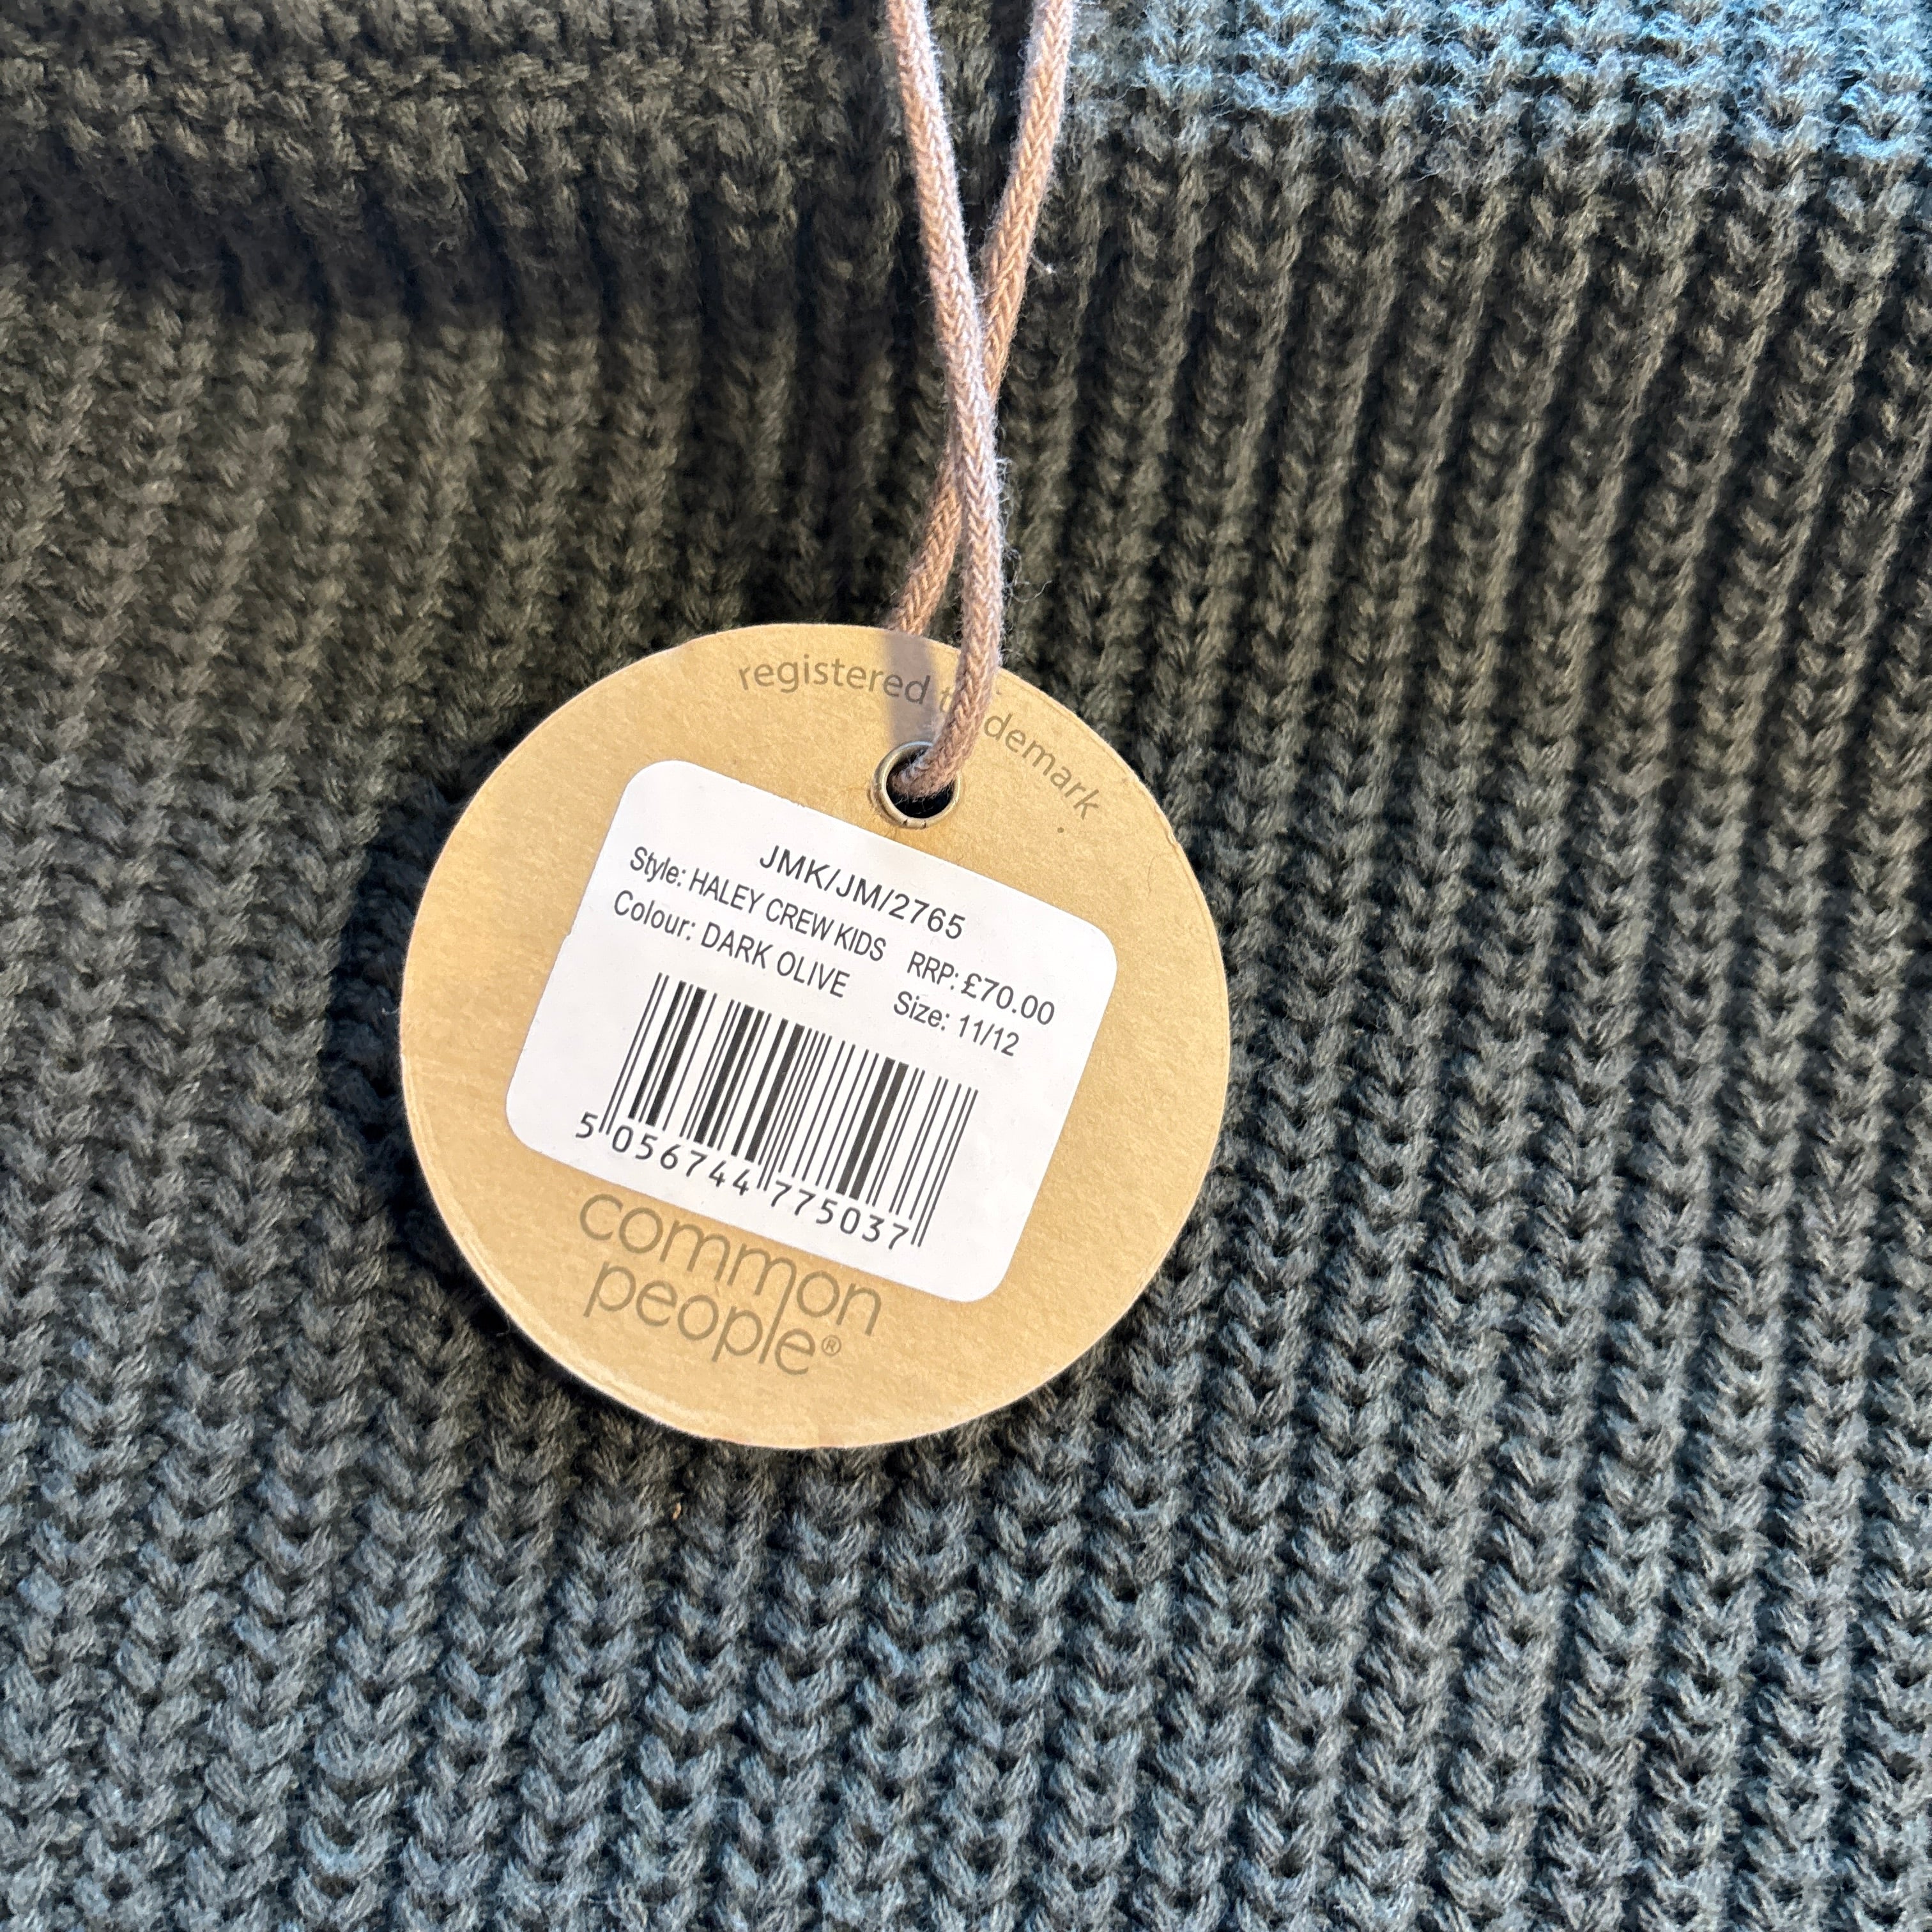 registered trademark
JMK/JM/2765
Style: HALEY CREW KIDS RRP: £70.00
Colour: DARK OLIVE Size: 11/12
5 056744 775037
common
people®